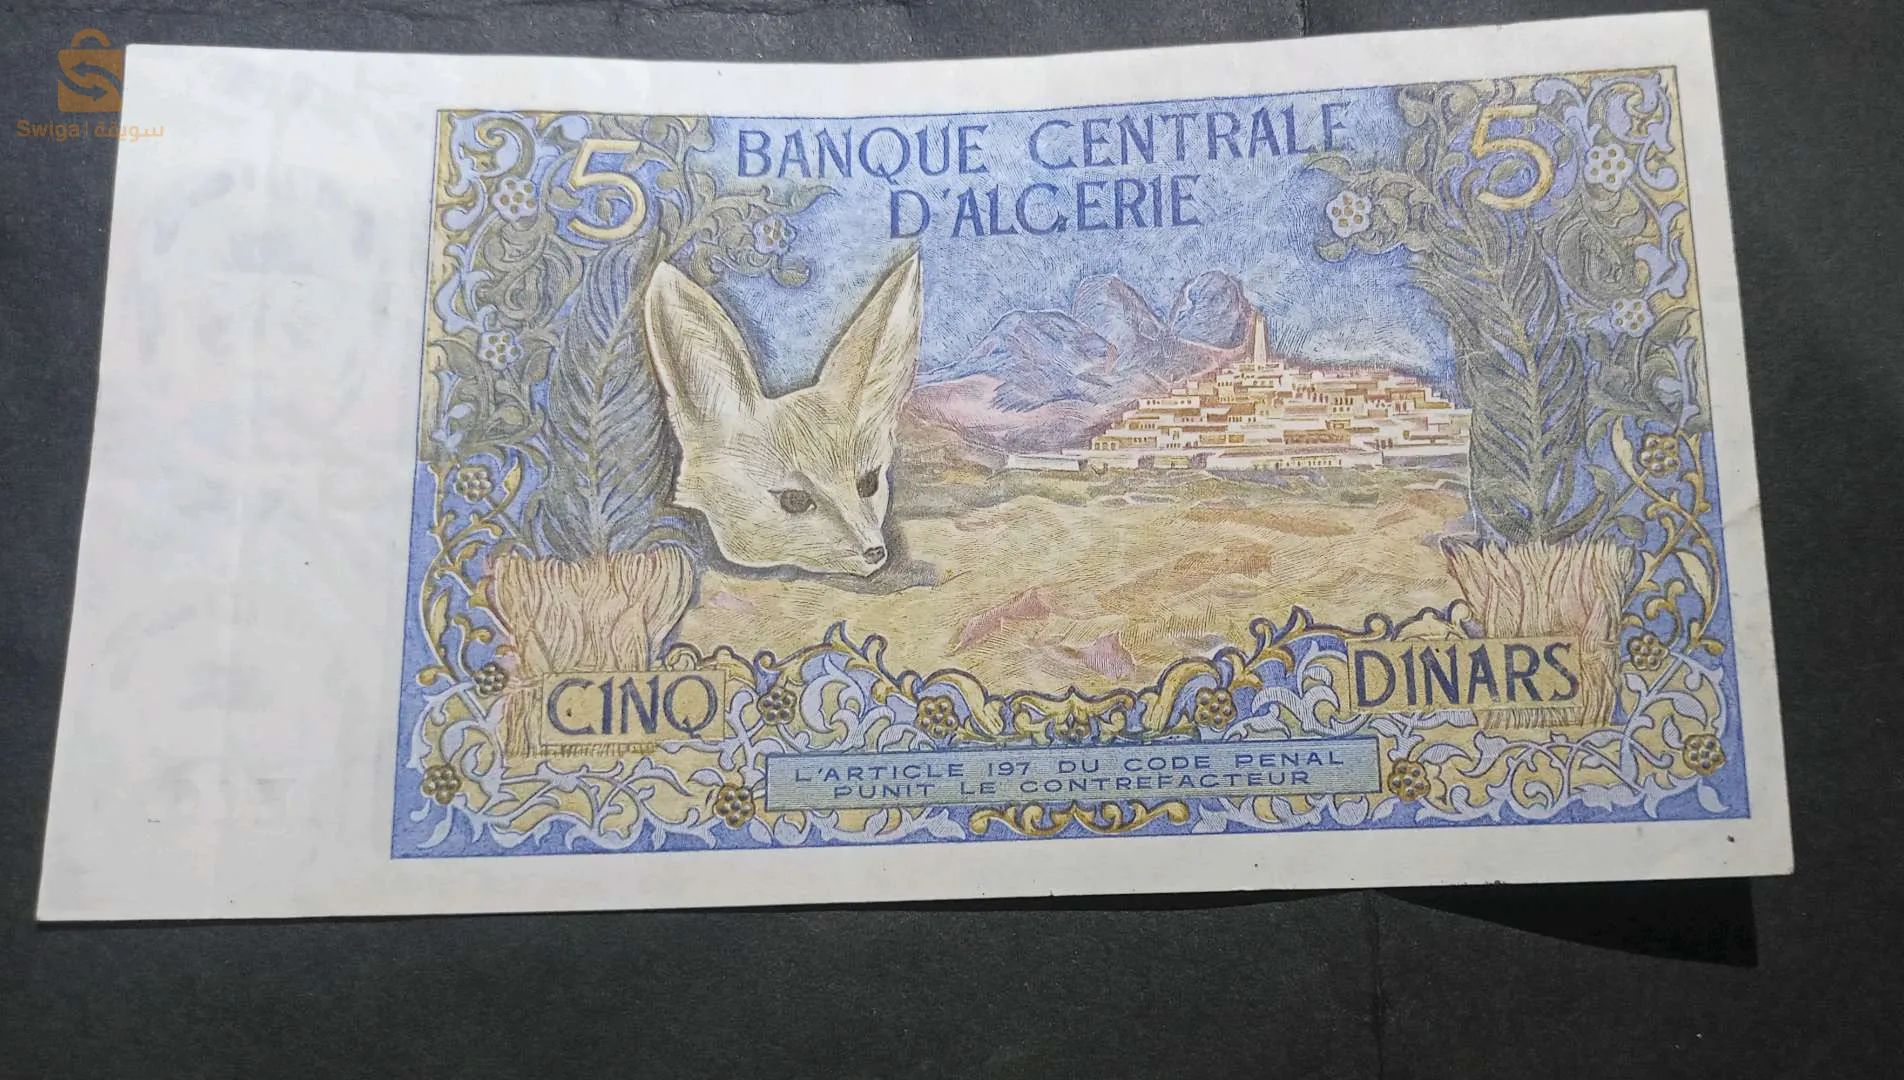 Swiga | سويقة
5
5
BANQUE CENTRALE
D'ALGERIE
CINQ
DINARS
L'ARTICLE 197 DU CODE PENAL
PUNIT LE CONTREFACTEUR